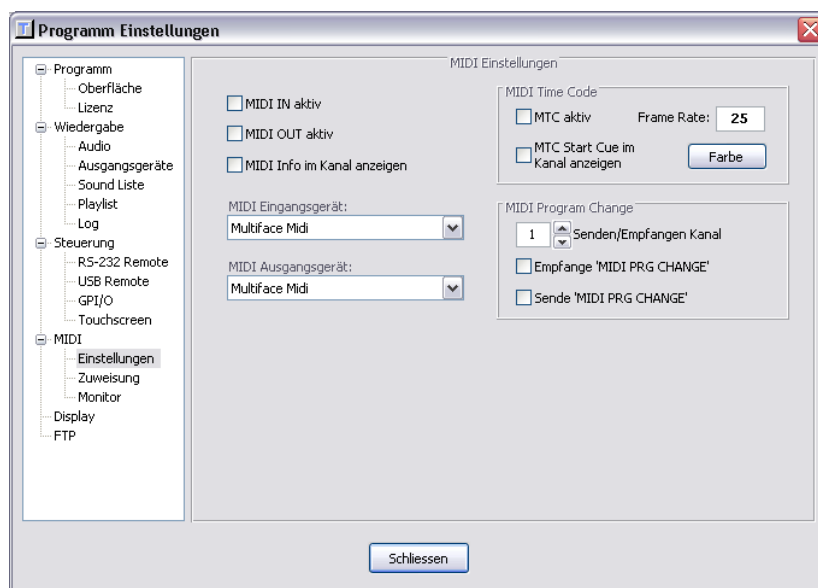 Programm Einstellungen
Programm
Oberfläche
Lizenz
Wiedergabe
Audio
Ausgangsgeräte
Sound Liste
Playlist
Log
Steuerung
RS-232 Remote
USB Remote
GPI/O
Touchscreen
MIDI
Einstellungen
Zuweisung
Monitor
Display
FTP
MIDI Einstellungen
MIDI IN aktiv
MIDI OUT aktiv
MIDI Info im Kanal anzeigen
MIDI Eingangsgerät:
Multiface Midi
MIDI Ausgangsgerät:
Multiface Midi
MIDI Time Code
MTC aktiv Frame Rate: 25
MTC Start Cue im
Kanal anzeigen
Farbe
MIDI Program Change
1 Senden/Empfangen Kanal
Empfange 'MIDI PRG CHANGE'
Sende 'MIDI PRG CHANGE'
Schliessen